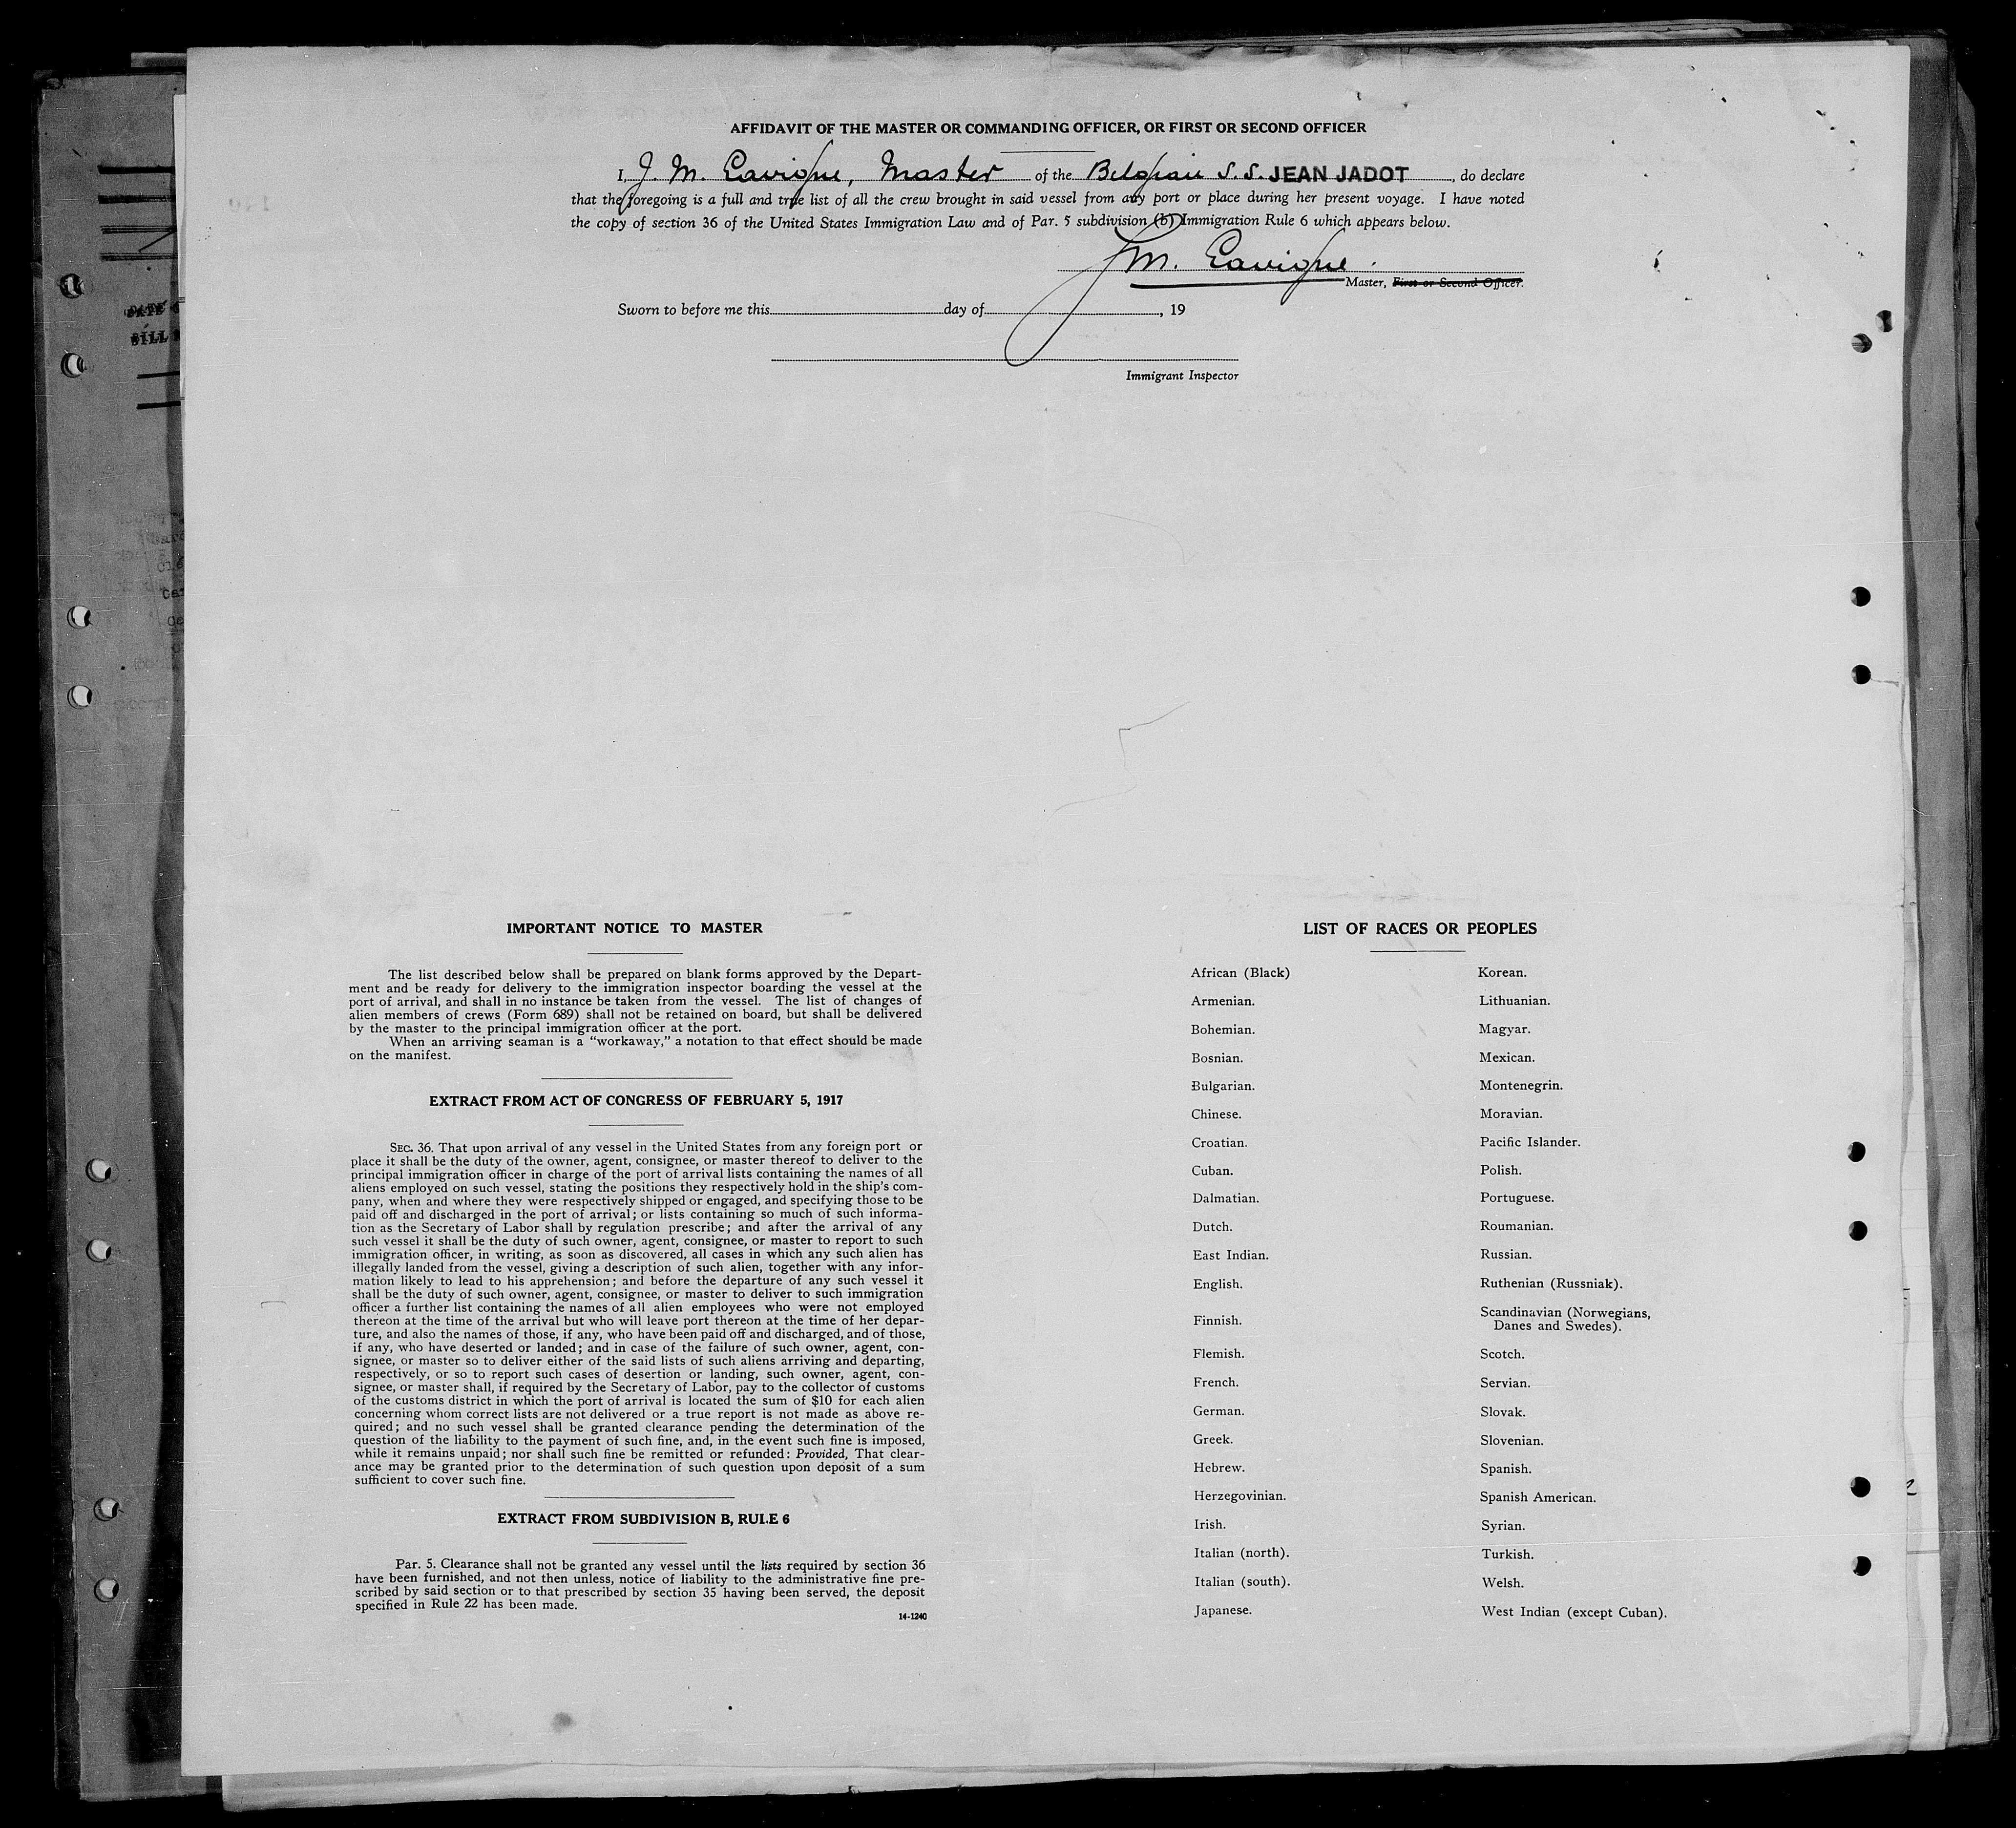 AFFIDAVIT OF THE MASTER OR COMMANDING OFFICER, OR FIRST OR SECOND OFFICER
I, J. M. Lavigne, Master of the Belgian S.S. JEAN JADOT, do declare
that the foregoing is a full and true list of all the crew brought in said vessel from any port or place during her present voyage. I have noted
the copy of section 36 of the United States Immigration Law and of Par. 5 subdivision (b) Immigration Rule 6 which appears below.
JM. Lavigne.
Master, First or Second Officer.
Sworn to before me this day of , 19
Immigrant Inspector
IMPORTANT NOTICE TO MASTER
The list described below shall be prepared on blank forms approved by the Depart-
ment and be ready for delivery to the immigration inspector boarding the vessel at the
port of arrival, and shall in no instance be taken from the vessel. The list of changes of
alien members of crews (Form 689) shall not be retained on board, but shall be delivered
by the master to the principal immigration officer at the port.
When an arriving seaman is a "workaway," a notation to that effect should be made
on the manifest.
EXTRACT FROM ACT OF CONGRESS OF FEBRUARY 5, 1917
SEC. 36. That upon arrival of any vessel in the United States from any foreign port or
place it shall be the duty of the owner, agent, consignee, or master thereof to deliver to the
principal immigration officer in charge of the port of arrival lists containing the names of all
aliens employed on such vessel, stating the positions they respectively hold in the ship's com-
pany, when and where they were respectively shipped or engaged, and specifying those to be
paid off and discharged in the port of arrival; or lists containing so much of such informa-
tion as the Secretary of Labor shall by regulation prescribe; and after the arrival of any
such vessel it shall be the duty of such owner, agent, consignee, or master to report to such
immigration officer, in writing, as soon as discovered, all cases in which any such alien has
illegally landed from the vessel, giving a description of such alien, together with any infor-
mation likely to lead to his apprehension; and before the departure of any such vessel it
shall be the duty of such owner, agent, consignee, or master to deliver to such immigration
officer a further list containing the names of all alien employees who were not employed
thereon at the time of the arrival but who will leave port thereon at the time of her depar-
ture, and also the names of those, if any, who have been paid off and discharged, and of those,
if any, who have deserted or landed; and in case of the failure of such owner, agent, con-
signee, or master so to deliver either of the said lists of such aliens arriving and departing,
respectively, or so to report such cases of desertion or landing, such owner, agent, con-
signee, or master shall, if required by the Secretary of Labor, pay to the collector of customs
of the customs district in which the port of arrival is located the sum of $10 for each alien
concerning whom correct lists are not delivered or a true report is not made as above re-
quired; and no such vessel shall be granted clearance pending the determination of the
question of the liability to the payment of such fine, and, in the event such fine is imposed,
while it remains unpaid; nor shall such fine be remitted or refunded: Provided, That clear-
ance may be granted prior to the determination of such question upon deposit of a sum
sufficient to cover such fine.
EXTRACT FROM SUBDIVISION B, RULE 6
Par. 5. Clearance shall not be granted any vessel until the lists required by section 36
have been furnished, and not then unless, notice of liability to the administrative fine pre-
scribed by said section or to that prescribed by section 35 having been served, the deposit
specified in Rule 22 has been made.
14-1240
LIST OF RACES OR PEOPLES
African (Black)
Armenian.
Bohemian.
Bosnian.
Bulgarian.
Chinese.
Croatian.
Cuban.
Dalmatian.
Dutch.
East Indian.
English.
Finnish.
Flemish.
French.
German.
Greek.
Hebrew.
Herzegovinian.
Irish.
Italian (north).
Italian (south).
Japanese.
Korean.
Lithuanian.
Magyar.
Mexican.
Montenegrin.
Moravian.
Pacific Islander.
Polish.
Portuguese.
Roumanian.
Russian.
Ruthenian (Russniak).
Scandinavian (Norwegians,
Danes and Swedes).
Scotch.
Servian.
Slovak.
Slovenian.
Spanish.
Spanish American.
Syrian.
Turkish.
Welsh.
West Indian (except Cuban).